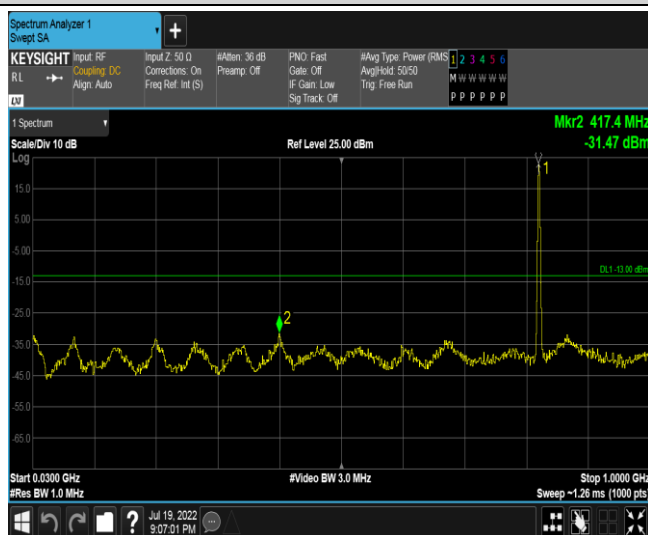 Spectrum Analyzer 1
Swept SA
+
KEYSIGHT
RL
LXI
Input: RF
Coupling: DC
Align: Auto
Input Z: 50 Ω
Corrections: On
Freq Ref: Int (S)
#Atten: 36 dB
Preamp: Off
PNO: Fast
Gate: Off
IF Gain: Low
Sig Track: Off
#Avg Type: Power (RMS
Avg|Hold: 50/50
Trig: Free Run
1 2 3 4 5 6
M W W W W W
P P P P P P
1 Spectrum
Mkr2 417.4 MHz
-31.47 dBm
Scale/Div 10 dB
Ref Level 25.00 dBm
Log
1
15.0
5.00
-5.00
DL1 -13.00 dBm
-15.0
-25.0
2
-35.0
-45.0
-55.0
-65.0
Start 0.0300 GHz
#Video BW 3.0 MHz
Stop 1.0000 GHz
#Res BW 1.0 MHz
Sweep ~1.26 ms (1000 pts)
?
Jul 19, 2022
9:07:01 PM